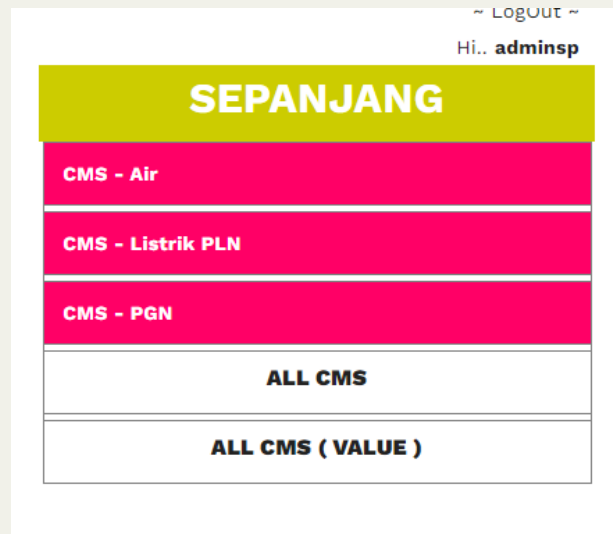 ~ LogOut ~
Hi.. adminsp
SEPANJANG
CMS - Air
CMS - Listrik PLN
CMS - PGN
ALL CMS
ALL CMS ( VALUE )